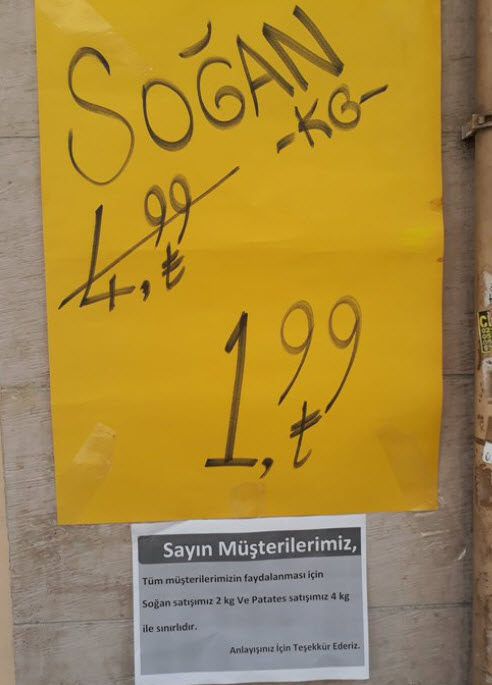 SOĞAN
-KG-
4,99 ₺
1,99 ₺
Sayın Müşterilerimiz,
Tüm müşterilerimizin faydalanması için
Soğan satışımız 2 kg Ve Patates satışımız 4 kg
ile sınırlıdır.
Anlayışınız İçin Teşekkür Ederiz.